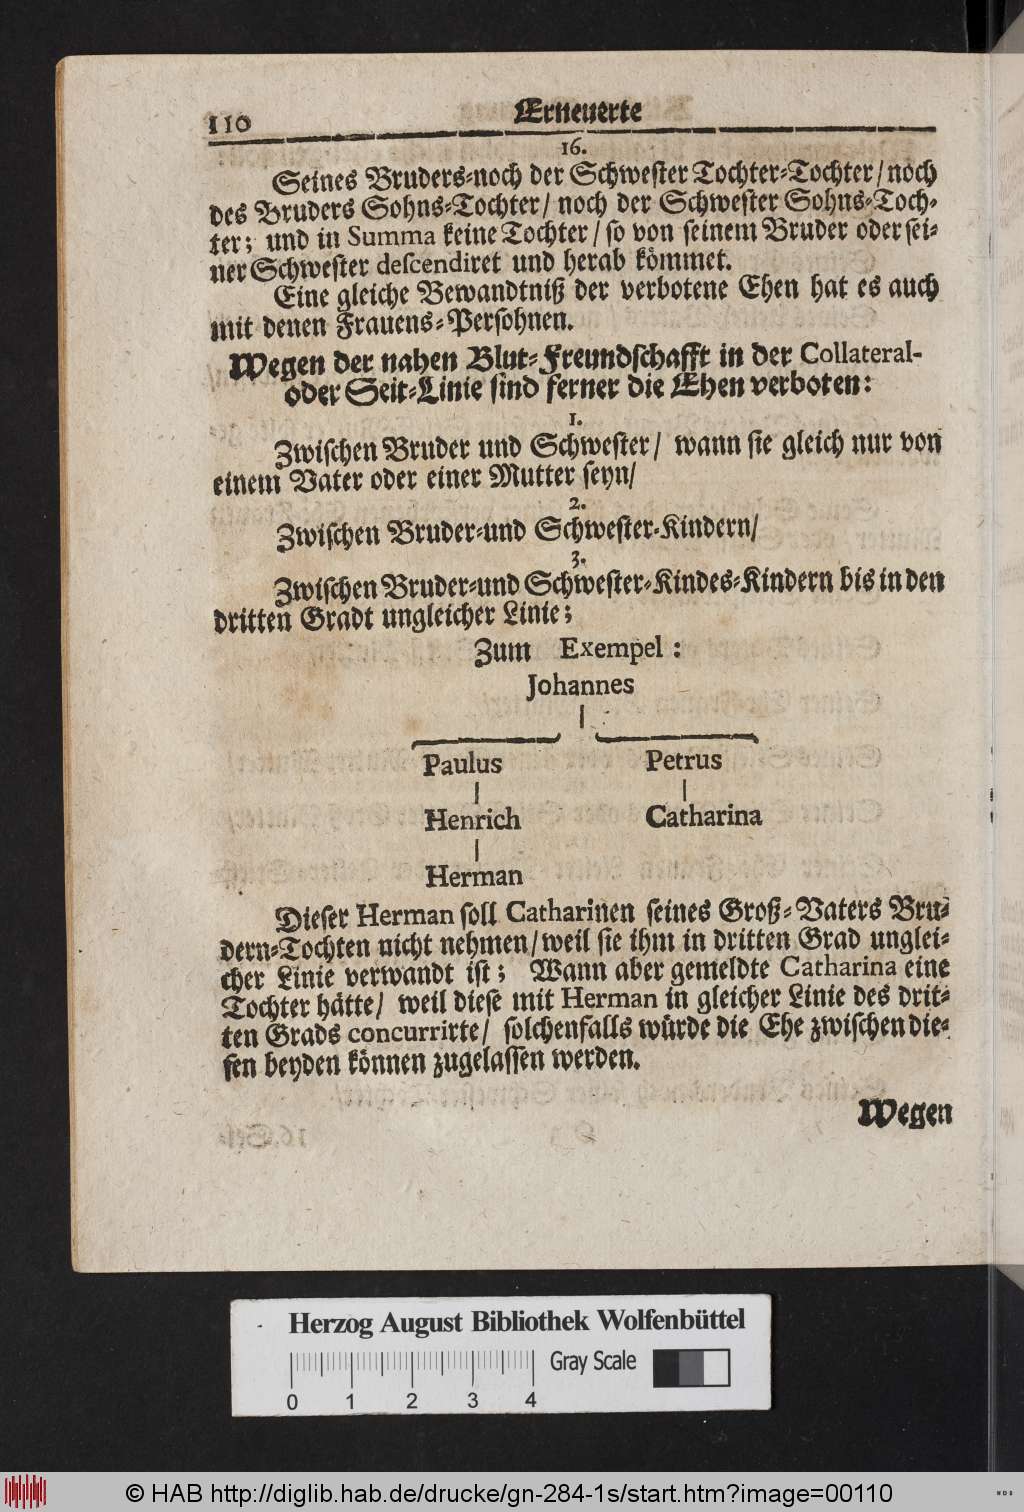 110
Erneuerte
16.
Seines Bruders-noch der Schwester Tochter-Tochter/ noch
des Bruders Sohns-Tochter/ noch der Schwester Sohns-Toch-
ter; und in Summa keine Tochter/ so von seinem Bruder oder sei-
ner Schwester descendiret und herab kömmet.
Eine gleiche Bewandtniß der verbotene Ehen hat es auch
mit denen Frauens-Persohnen.
Wegen der nahen Blut-Freundschafft in der Collateral-
oder Seit-Linie sind ferner die Ehen verboten:
1.
Zwischen Bruder und Schwester/ wann sie gleich nur von
einem Vater oder einer Mutter seyn/
2.
Zwischen Bruder-und Schwester-Kindern/
3.
Zwischen Bruder-und Schwester-Kindes-Kindern bis in den
dritten Gradt ungleicher Linie;
Zum Exempel:
Johannes
Paulus Petrus
Henrich Catharina
Herman
Dieser Herman soll Catharinen seines Groß-Vaters Bru-
dern-Tochten nicht nehmen/ weil sie ihm in dritten Grad unglei-
cher Linie verwandt ist; Wann aber gemeldte Catharina eine
Tochter hätte/ weil diese mit Herman in gleicher Linie des drit-
ten Grads concurrirte/ solchenfalls würde die Ehe zwischen die-
sen beyden können zugelassen werden.
Wegen
Herzog August Bibliothek Wolfenbüttel
Gray Scale
0 1 2 3 4
© HAB http://diglib.hab.de/drucke/gn-284-1s/start.htm?image=00110